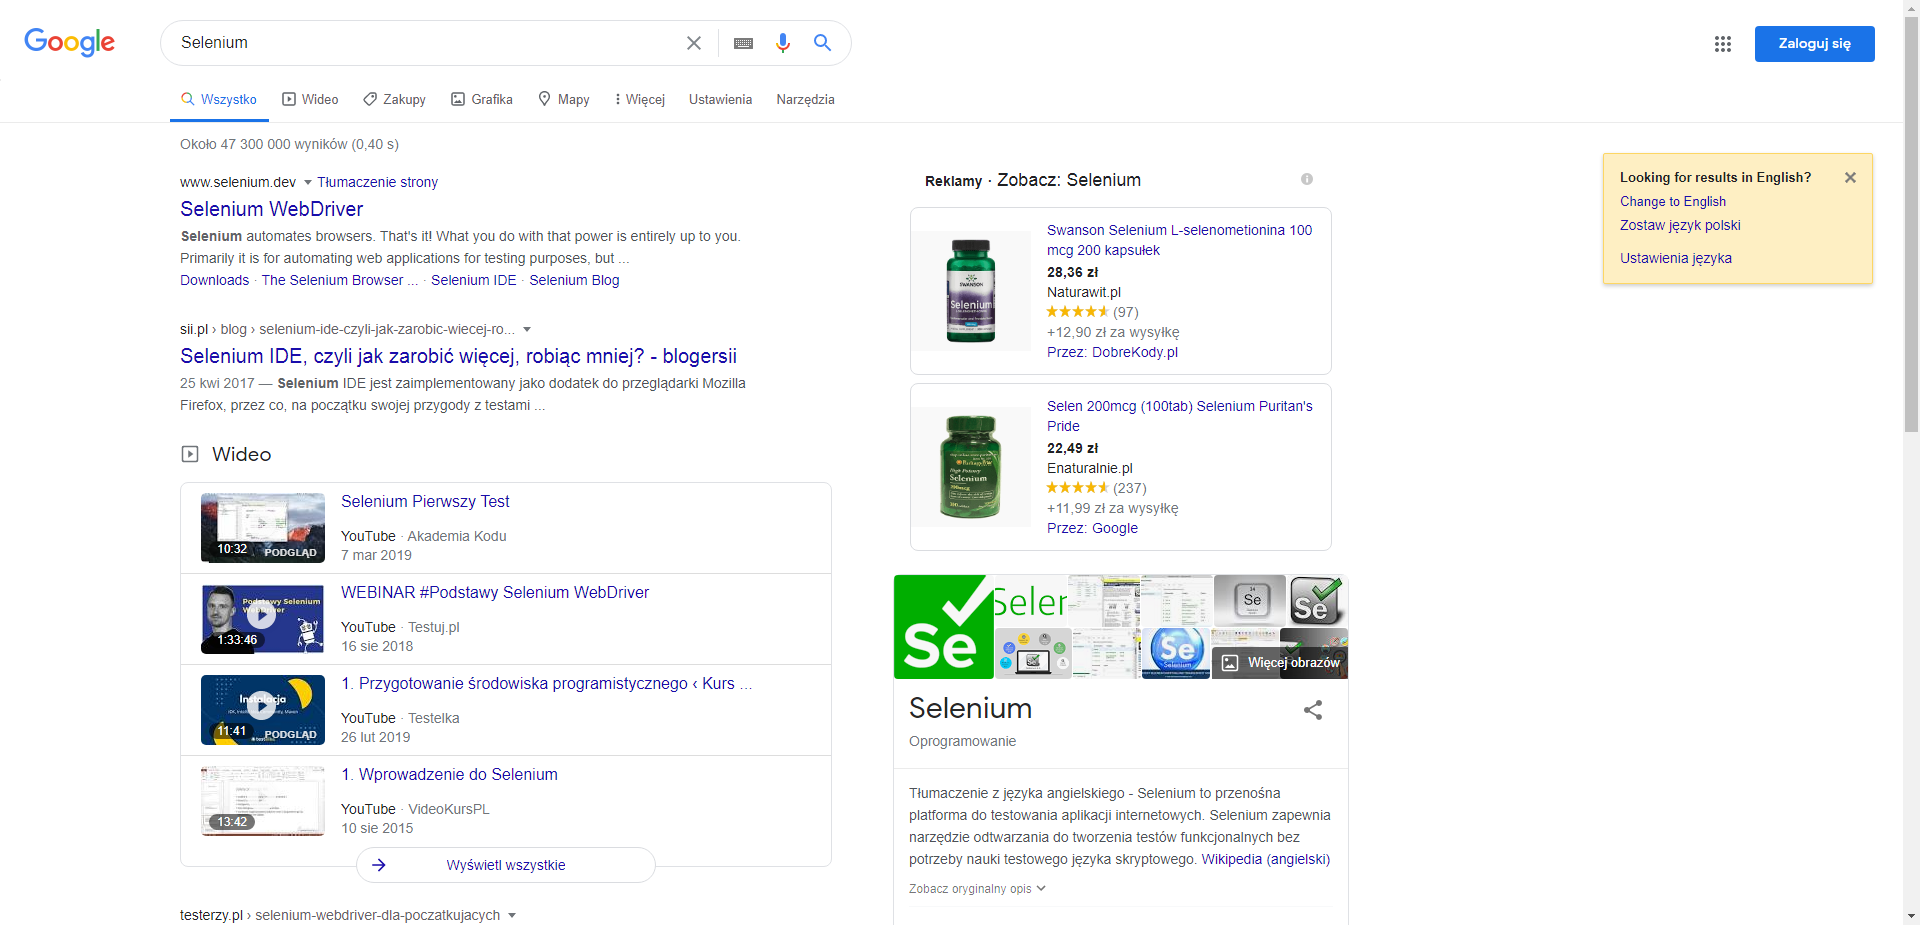 Google
Selenium
Zaloguj się
Wszystko
Wideo
Zakupy
Grafika
Mapy
Więcej
Ustawienia
Narzędzia
Około 47 300 000 wyników (0,40 s)
www.selenium.dev Tłumaczenie strony
Selenium WebDriver
Selenium automates browsers. That's it! What you do with that power is entirely up to you.
Primarily it is for automating web applications for testing purposes, but ...
Downloads · The Selenium Browser ... · Selenium IDE · Selenium Blog
sii.pl › blog › selenium-ide-czyli-jak-zarobic-wiecej-ro...
Selenium IDE, czyli jak zarobić więcej, robiąc mniej? - blogersii
25 kwi 2017 — Selenium IDE jest zaimplementowany jako dodatek do przeglądarki Mozilla
Firefox, przez co, na początku swojej przygody z testami ...
Wideo
10:32 PODGLĄD
Selenium Pierwszy Test
YouTube · Akademia Kodu
7 mar 2019
Podstawy Selenium
WebDriver
1:33:46
WEBINAR #Podstawy Selenium WebDriver
YouTube · Testuj.pl
16 sie 2018
Instalacja
11:41 PODGLĄD
1. Przygotowanie środowiska programistycznego ‹ Kurs ...
YouTube · Testelka
26 lut 2019
13:42
1. Wprowadzenie do Selenium
YouTube · VideoKursPL
10 sie 2015
Wyświetl wszystkie
testerzy.pl › selenium-webdriver-dla-poczatkujacych
Reklamy · Zobacz: Selenium
SWANSON
Selenium
Swanson Selenium L-selenometionina 100
mcg 200 kapsułek
28,36 zł
Naturawit.pl
(97)
+12,90 zł za wysyłkę
Przez: DobreKody.pl
Puritan's
High Potency
Selenium
200mcg
Selen 200mcg (100tab) Selenium Puritan's
Pride
22,49 zł
Enaturalnie.pl
(237)
+11,99 zł za wysyłkę
Przez: Google
Se
Selen
Se
Se
Se
Selenium
Więcej obrazów
Selenium
Oprogramowanie
Tłumaczenie z języka angielskiego - Selenium to przenośna
platforma do testowania aplikacji internetowych. Selenium zapewnia
narzędzie odtwarzania do tworzenia testów funkcjonalnych bez
potrzeby nauki testowego języka skryptowego. Wikipedia (angielski)
Zobacz oryginalny opis
Looking for results in English?
Change to English
Zostaw język polski
Ustawienia języka